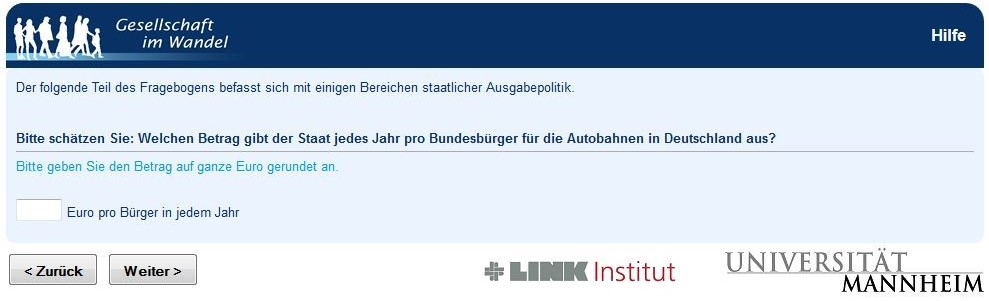 Gesellschaft
im Wandel
Hilfe
Der folgende Teil des Fragebogens befasst sich mit einigen Bereichen staatlicher Ausgabepolitik.
Bitte schätzen Sie: Welchen Betrag gibt der Staat jedes Jahr pro Bundesbürger für die Autobahnen in Deutschland aus?
Bitte geben Sie den Betrag auf ganze Euro gerundet an.
Euro pro Bürger in jedem Jahr
< Zurück
Weiter >
LINK Institut
UNIVERSITÄT
MANNHEIM